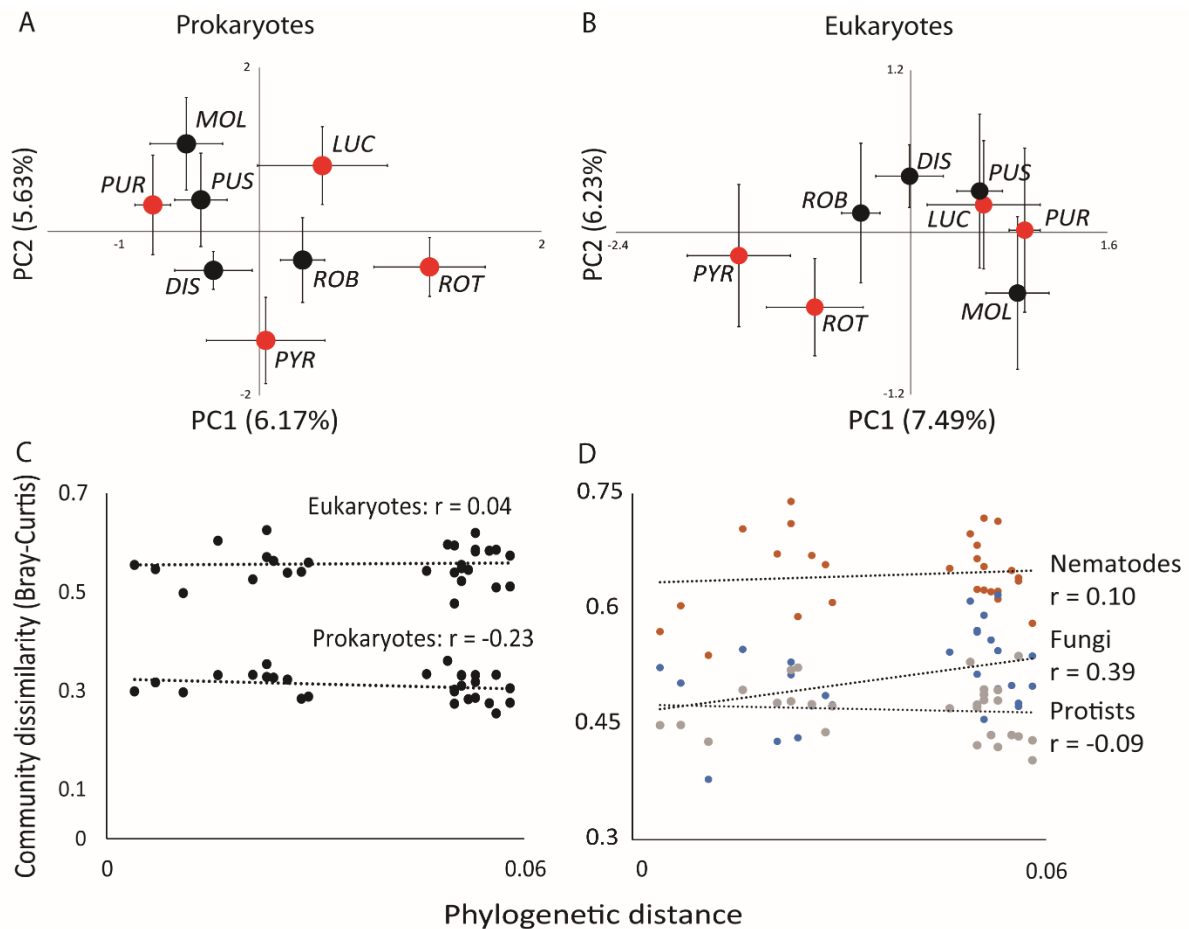 A
Prokaryotes
2
MOL
LUC
PUR
PUS
PC2 (5.63%)
-1
2
DIS
ROB
ROT
PYR
-2
PC1 (6.17%)
B
Eukaryotes
1.2
DIS
PUS
ROB
LUC
PUR
PC2 (6.23%)
-2.4
1.6
PYR
ROT
MOL
-1.2
PC1 (7.49%)
C
Community dissimilarity (Bray-Curtis)
0.7
Eukaryotes: r = 0.04
0.5
Prokaryotes: r = -0.23
0.3
0.1
0
0
0.06
D
0.75
Nematodes
r = 0.10
0.6
Fungi
r = 0.39
Protists
r = -0.09
0.45
0.3
0
0.06
Phylogenetic distance